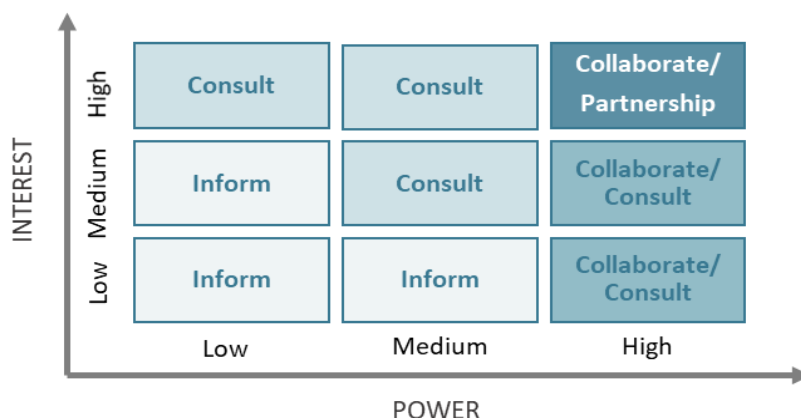 INTEREST
High
Consult
Consult
Collaborate/
Partnership
Medium
Inform
Consult
Collaborate/
Consult
Low
Inform
Inform
Collaborate/
Consult
Low
Medium
High
POWER